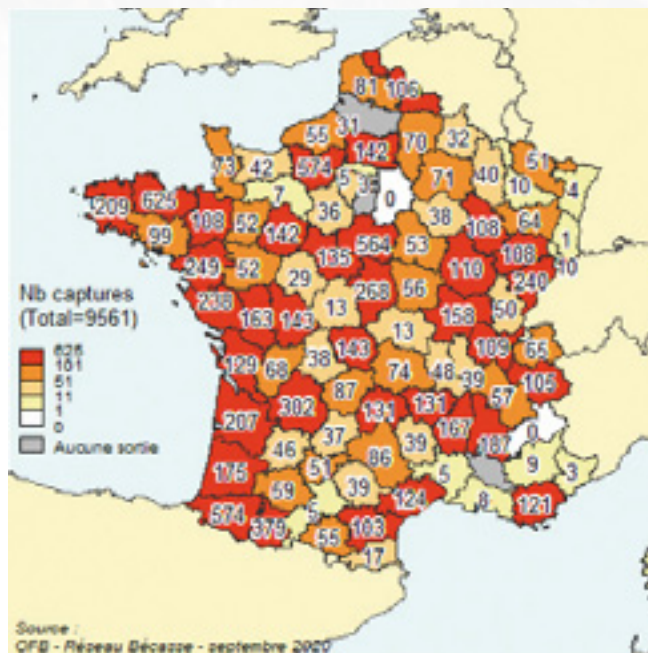 81 106
31
55 70 32
142
73 42 574 5 71 40 10 51 4
7 0
209 625 108 52 36 38 108 64
99 142 1
135 564 53 108 10
249 52 110 240
29 268 56
238 13 158 50
163 143
13 109 65
129 68 38 143 74 48 39 105
87 57
207 302 131 131 167
37 187 0
46 86 39
175 51 5 9 3
59 39 8
574 379 5 124 121
55 103
17
Nb captures
(Total=9561)
625
101
51
11
1
0
Aucune sortie
Source :
OFB - Réseau Bécasse - septembre 2020